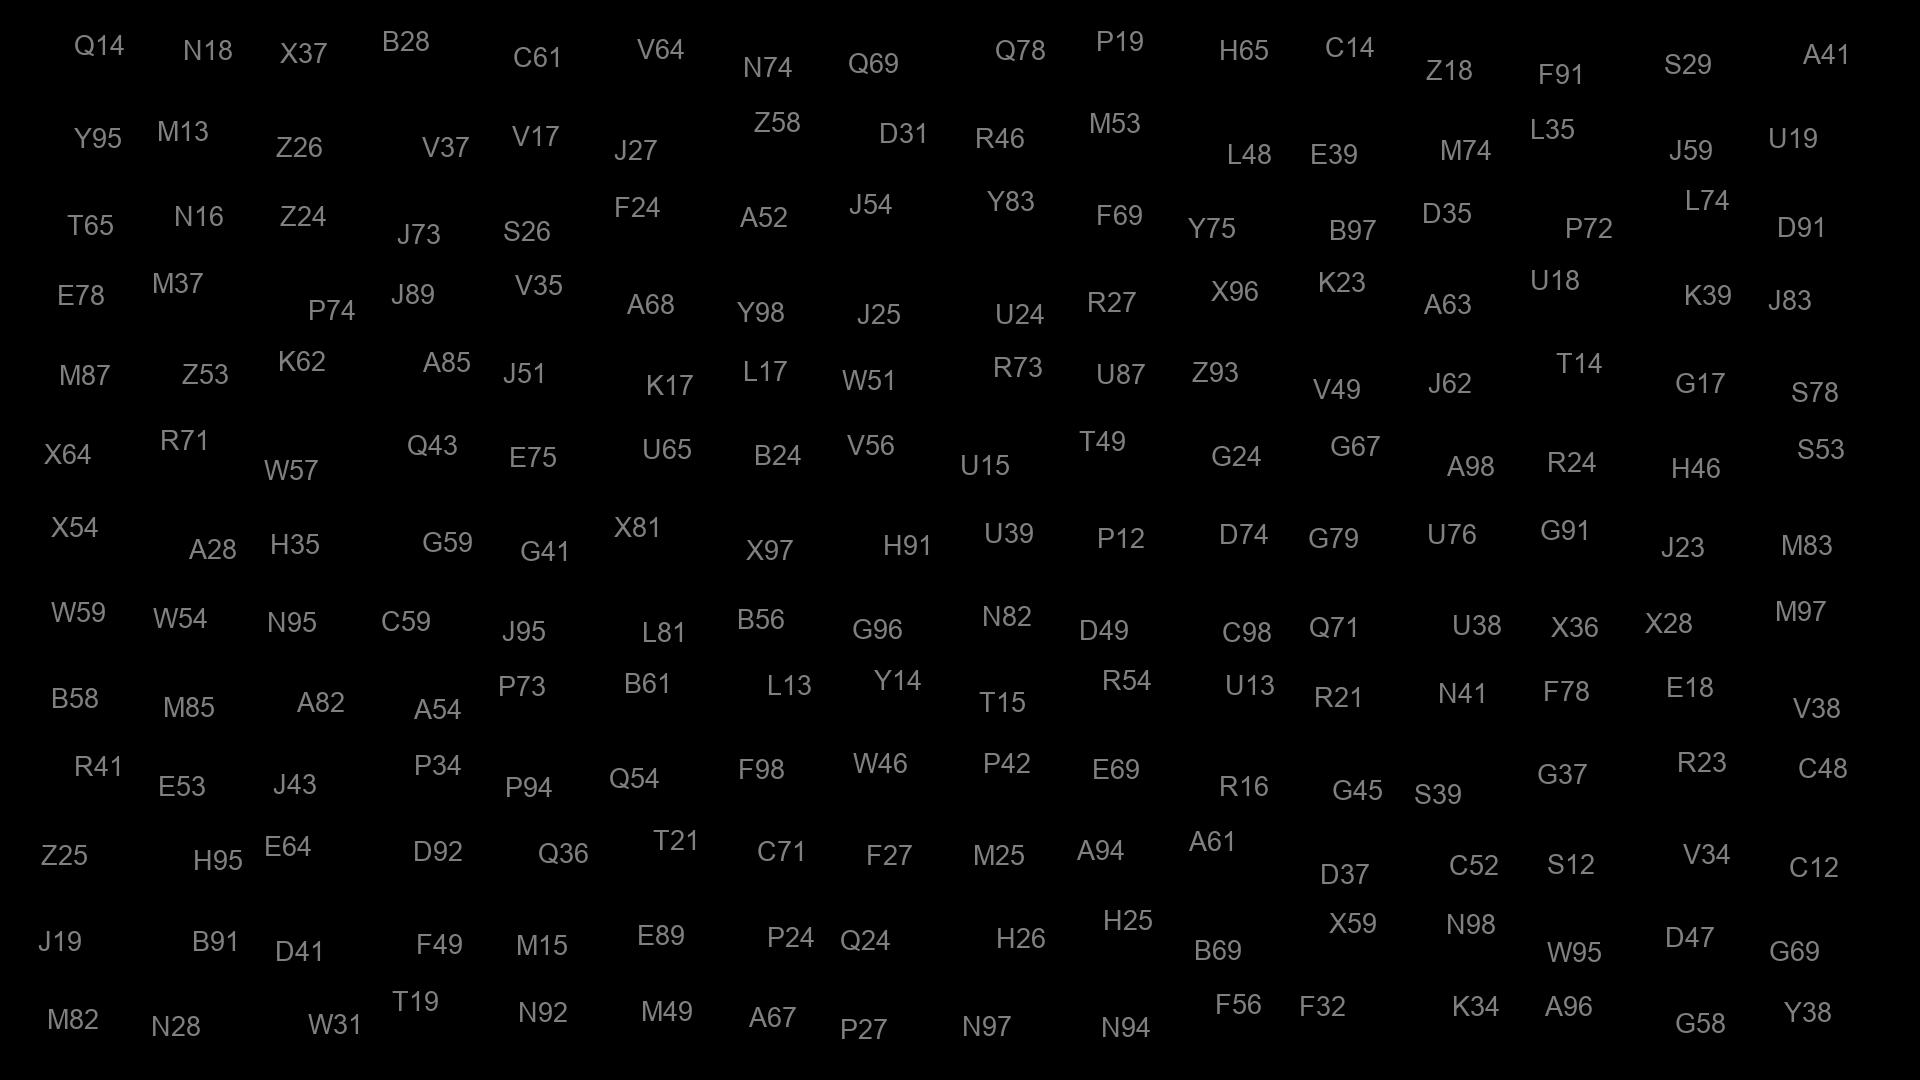 Q14 N18 X37 B28 C61 V64 N74 Q69 Q78 P19 H65 C14 Z18 F91 S29 A41
Y95 M13 Z26 V37 V17 J27 Z58 D31 R46 M53 L48 E39 M74 L35 J59 U19
T65 N16 Z24 J73 S26 F24 A52 J54 Y83 F69 Y75 B97 D35 P72 L74 D91
E78 M37 P74 J89 V35 A68 Y98 J25 U24 R27 X96 K23 A63 U18 K39 J83
M87 Z53 K62 A85 J51 K17 L17 W51 R73 U87 Z93 V49 J62 T14 G17 S78
X64 R71 W57 Q43 E75 U65 B24 V56 U15 T49 G24 G67 A98 R24 H46 S53
X54 A28 H35 G59 G41 X81 X97 H91 U39 P12 D74 G79 U76 G91 J23 M83
W59 W54 N95 C59 J95 L81 B56 G96 N82 D49 C98 Q71 U38 X36 X28 M97
B58 M85 A82 A54 P73 B61 L13 Y14 T15 R54 U13 R21 N41 F78 E18 V38
R41 E53 J43 P34 P94 Q54 F98 W46 P42 E69 R16 G45 S39 G37 R23 C48
Z25 H95 E64 D92 Q36 T21 C71 F27 M25 A94 A61 D37 C52 S12 V34 C12
J19 B91 D41 F49 M15 E89 P24 Q24 H26 H25 B69 X59 N98 W95 D47 G69
M82 N28 W31 T19 N92 M49 A67 P27 N97 N94 F56 F32 K34 A96 G58 Y38